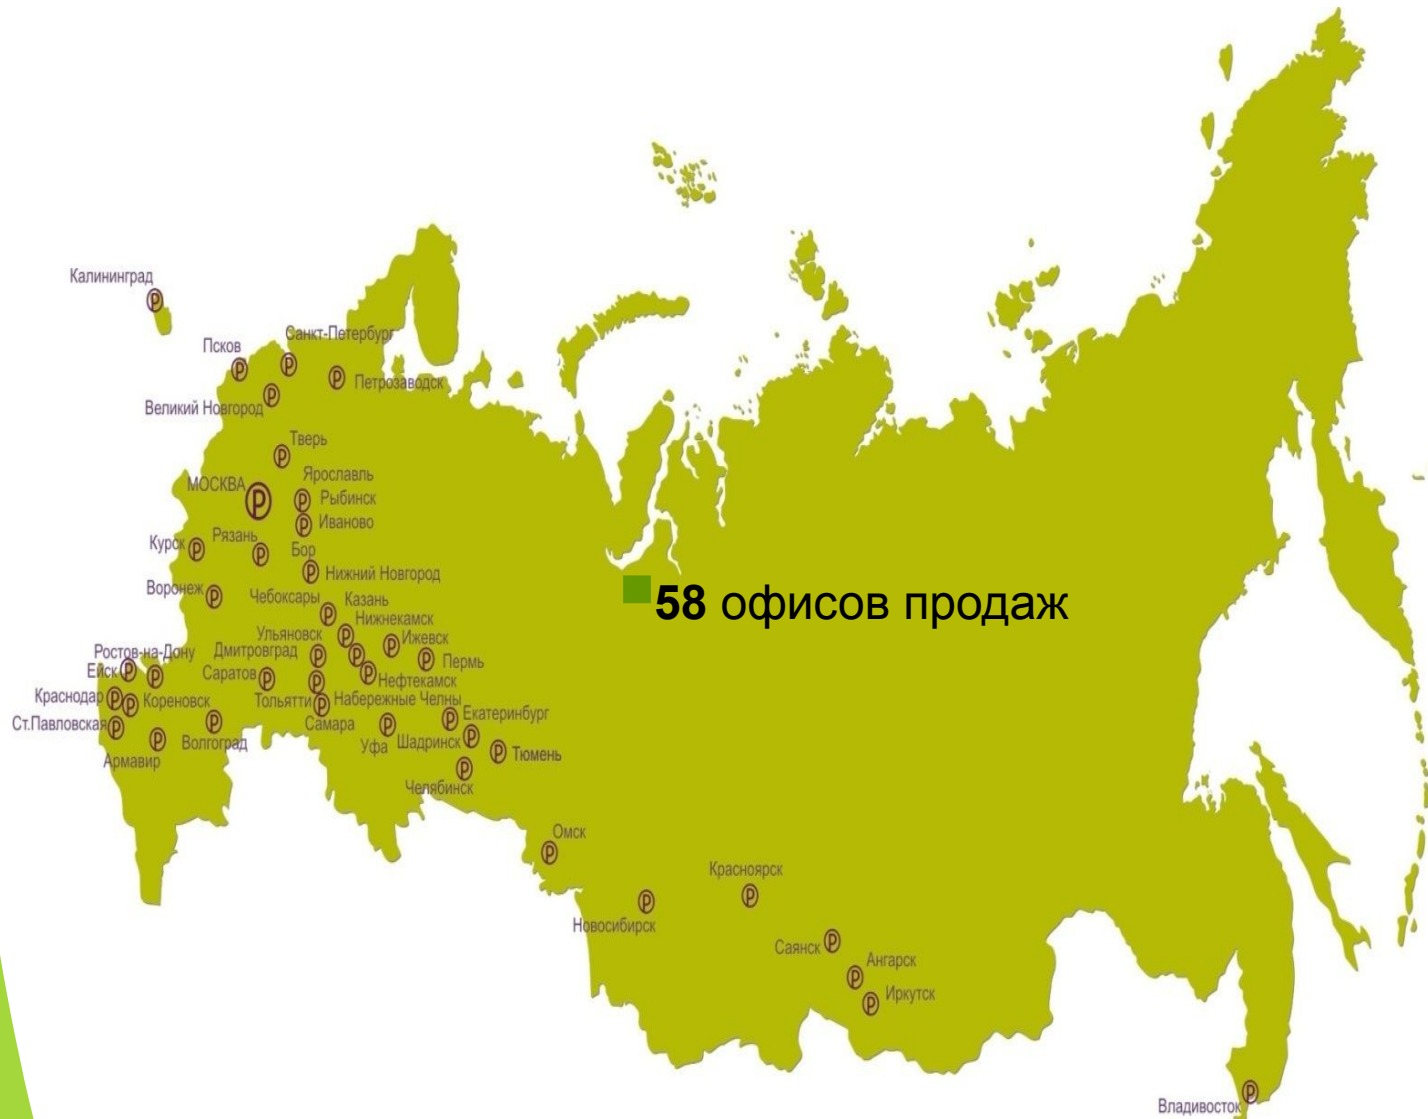 Калининград
Санкт-Петербург
Псков
Петрозаводск
Великий Новгород
Тверь
Ярославль
МОСКВА
Рыбинск
Иваново
Рязань
Курск
Бор
Нижний Новгород
Воронеж
Чебоксары
Казань
58 офисов продаж
Нижнекамск
Ульяновск
Ижевск
Дмитровград
Ростов-на-Дону
Пермь
Ейск
Саратов
Нефтекамск
Краснодар
Кореновск
Тольятти
Набережные Челны
Екатеринбург
Ст.Павловская
Самара
Волгоград
Уфа
Шадринск
Тюмень
Армавир
Челябинск
Омск
Красноярск
Новосибирск
Саянск
Ангарск
Иркутск
Владивосток